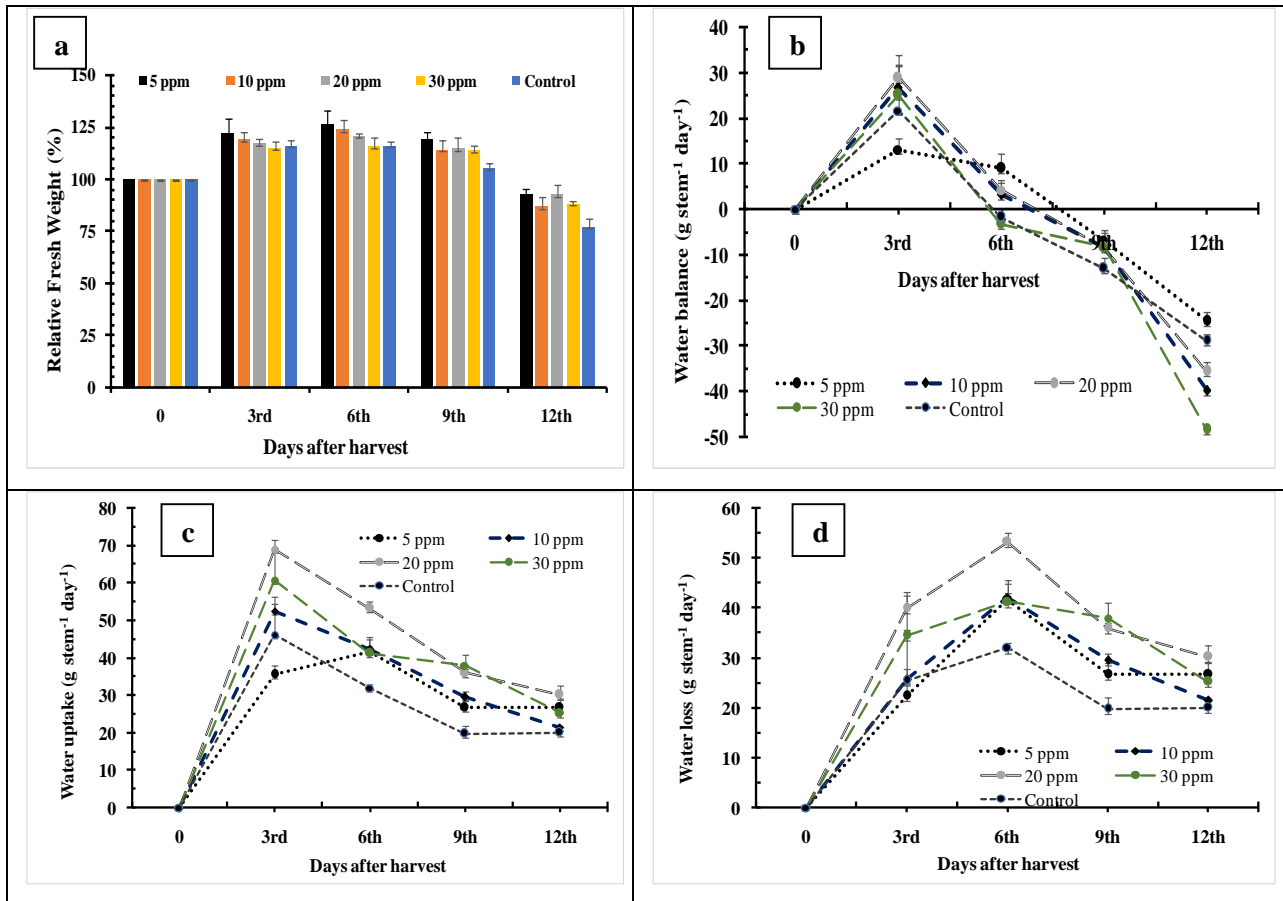 a
5 ppm 10 ppm 20 ppm 30 ppm Control
Relative Fresh Weight (%)
150
125
100
75
50
25
0
0 3rd 6th 9th 12th
Days after harvest
b
Water balance (g stem⁻¹ day⁻¹)
40
30
20
10
0
-10
-20
-30
-40
-50
0 3rd 6th 9th 12th
Days after harvest
5 ppm 10 ppm 20 ppm
30 ppm Control
c
Water uptake (g stem⁻¹ day⁻¹)
80
70
60
50
40
30
20
10
0
5 ppm 10 ppm
20 ppm 30 ppm
Control
0 3rd 6th 9th 12th
Days after harvest
d
Water loss (g stem⁻¹ day⁻¹)
60
50
40
30
20
10
0
5 ppm 10 ppm
20 ppm 30 ppm
Control
0 3rd 6th 9th 12th
Days after harvest